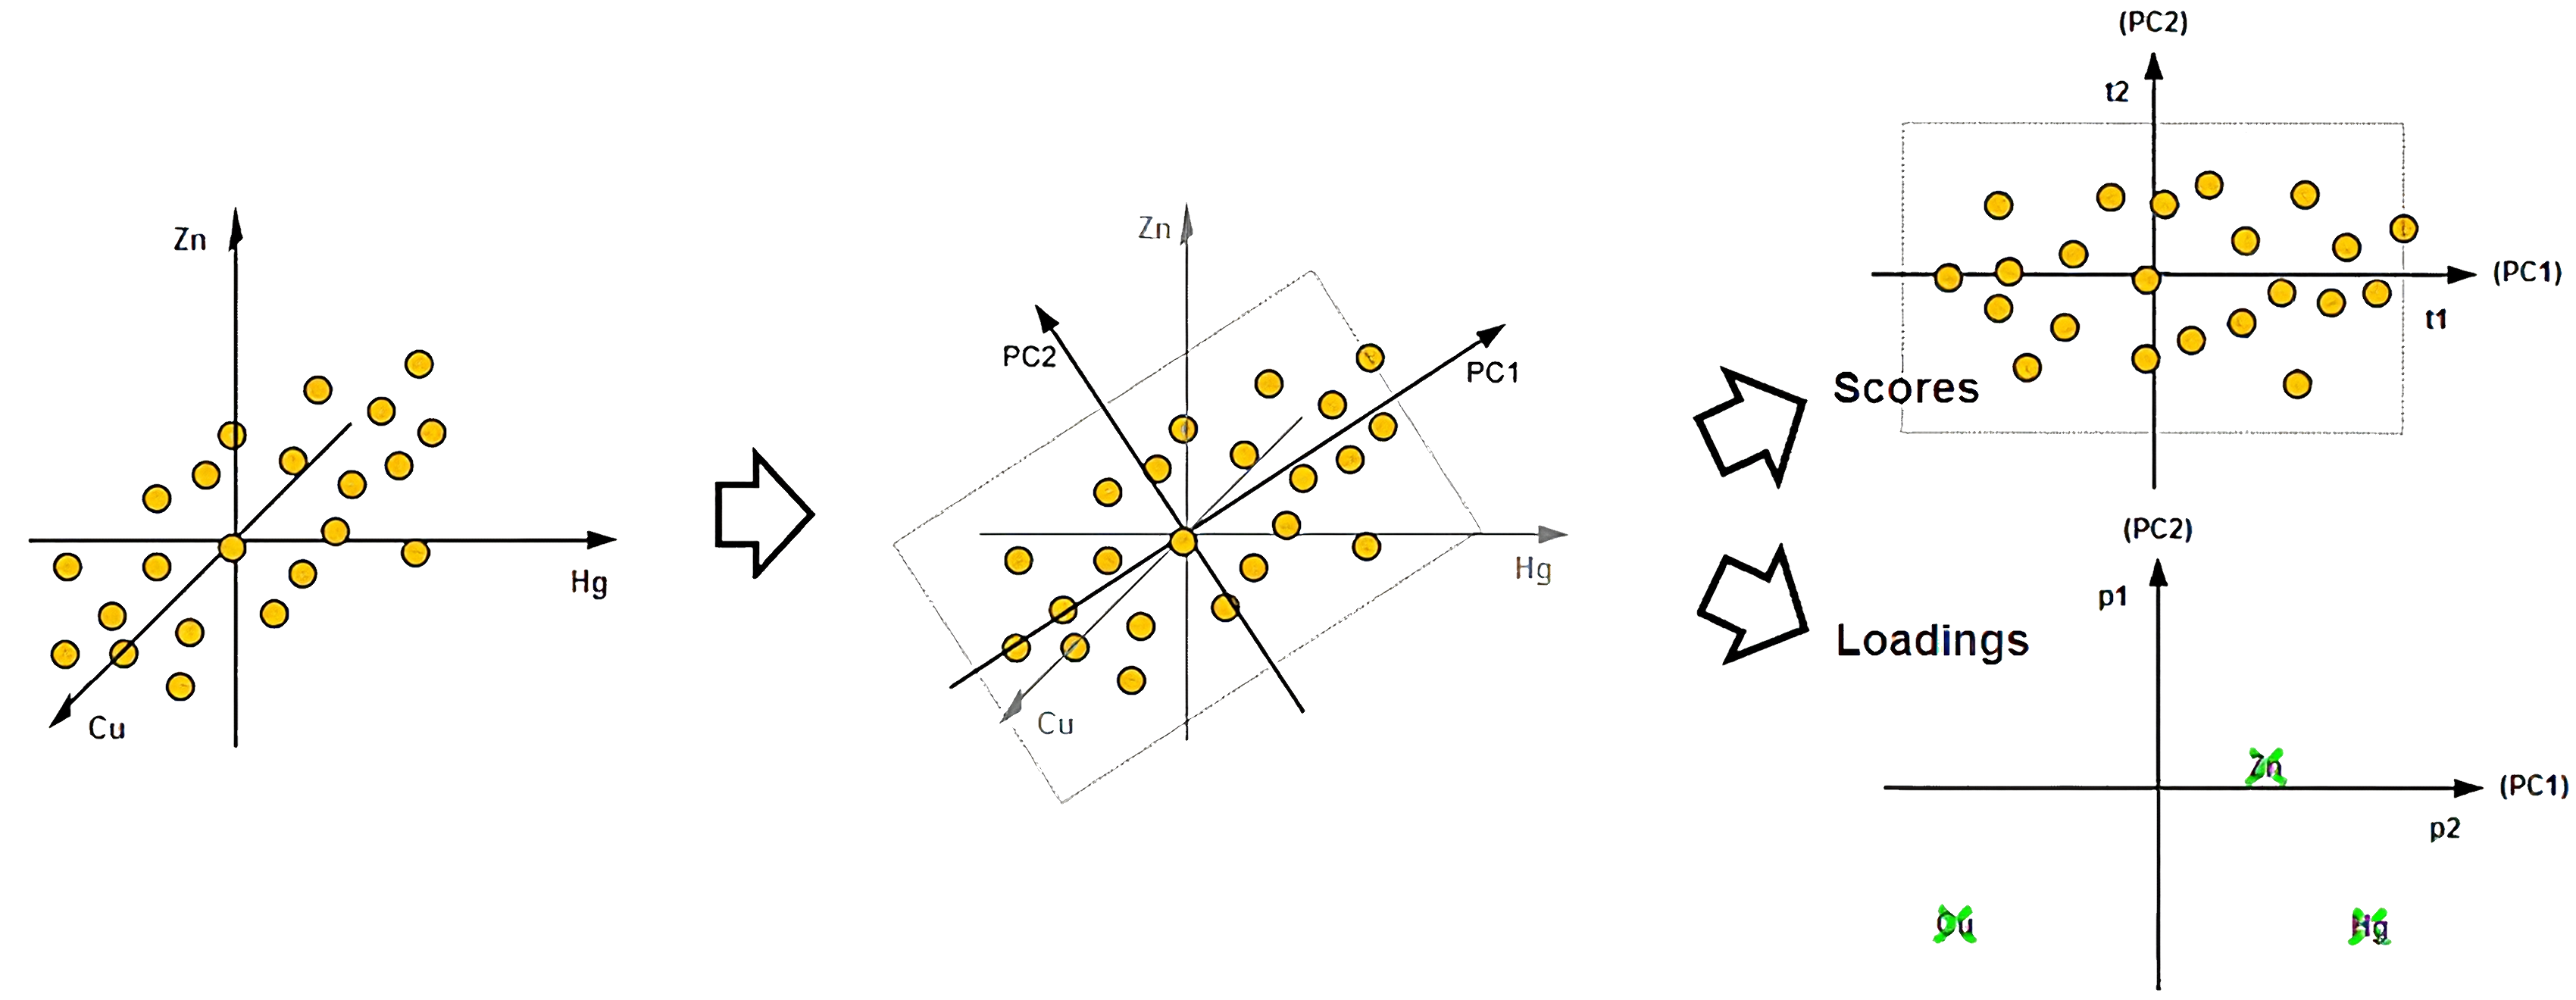 Zn
Hg
Cu
Zn
PC2
PC1
Hg
Cu
(PC2)
t2
(PC1)
t1
Scores
Loadings
(PC2)
p1
Zn
(PC1)
p2
Cu
Hg